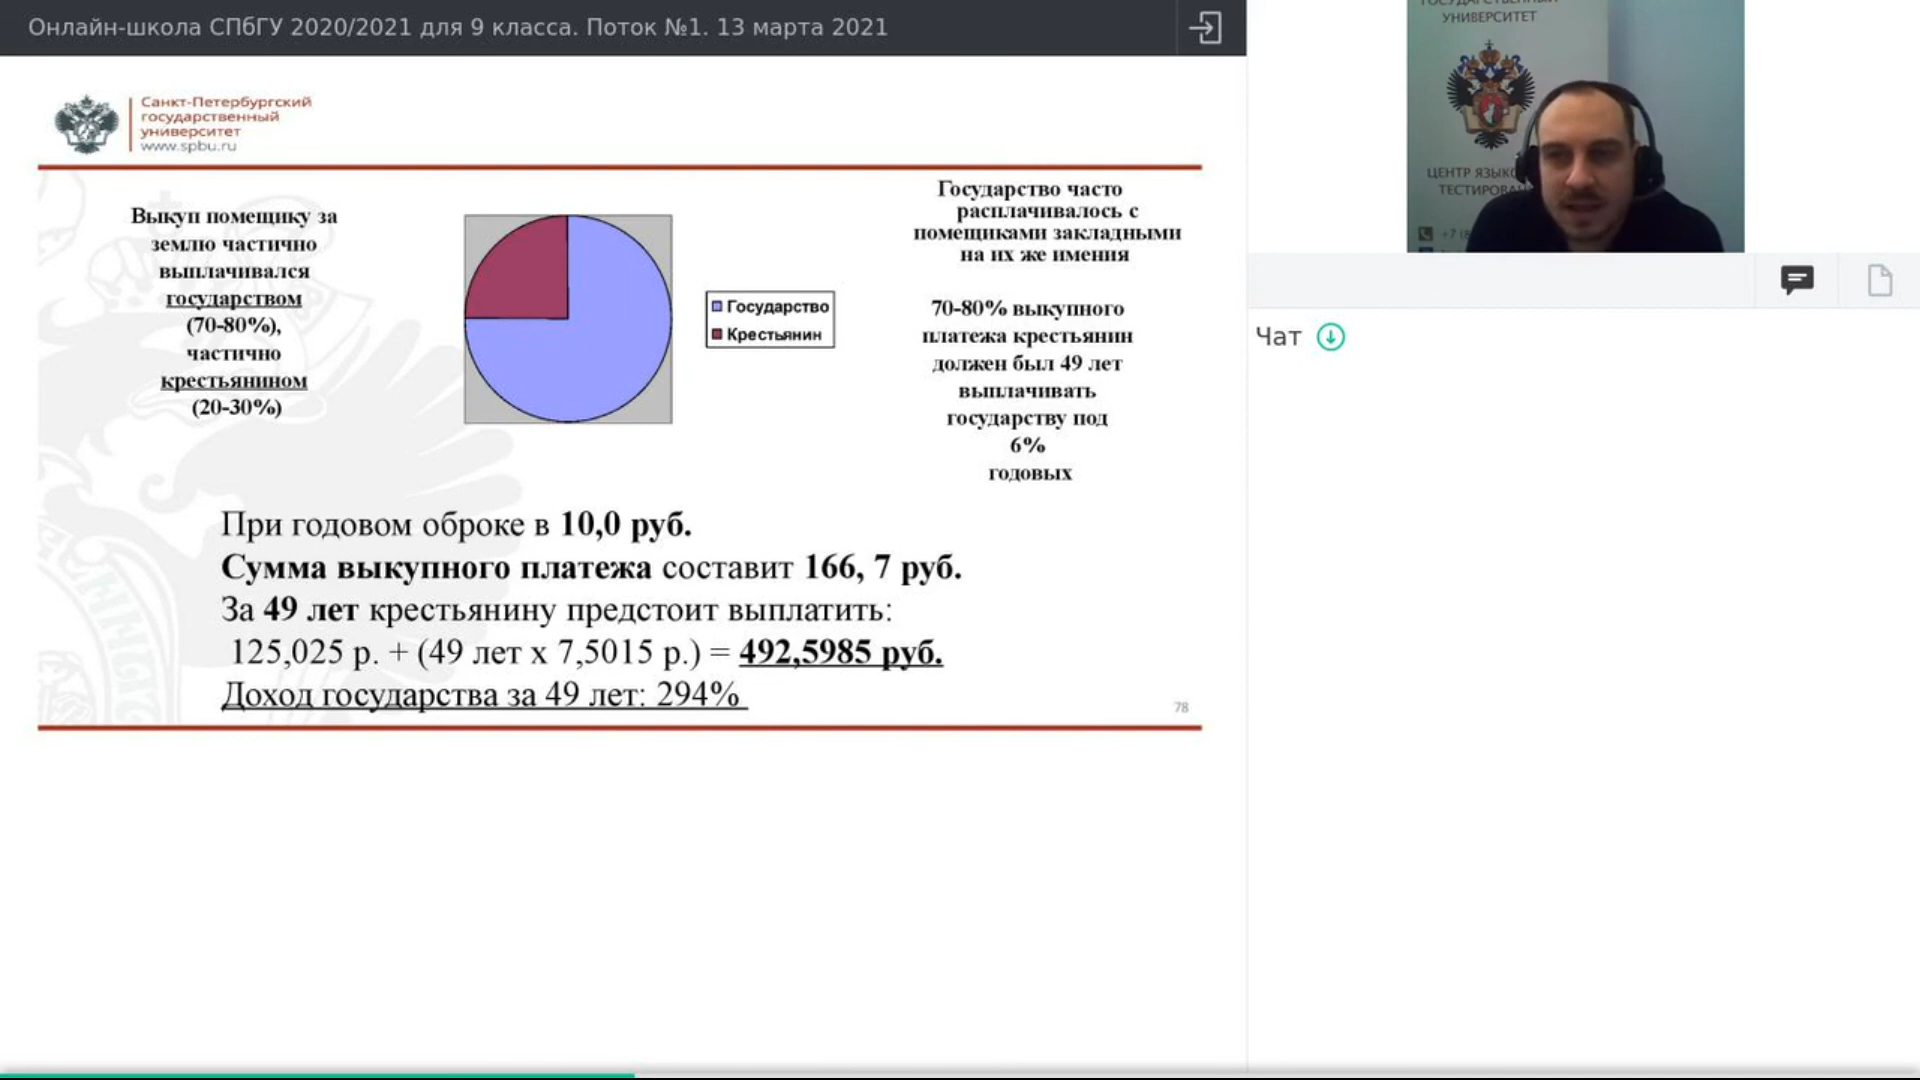 Онлайн-школа СПбГУ 2020/2021 для 9 класса. Поток №1. 13 марта 2021
Санкт-Петербургский
государственный
университет
www.spbu.ru
Выкуп помещику за
землю частично
выплачивался
государством
(70-80%),
частично
крестьянином
(20-30%)
Государство
Крестьянин
Государство часто
расплачивалось с
помещиками закладными
на их же имения
70-80% выкупного
платежа крестьянин
должен был 49 лет
выплачивать
государству под
6%
годовых
При годовом оброке в 10,0 руб.
Сумма выкупного платежа составит 166, 7 руб.
За 49 лет крестьянину предстоит выплатить:
125,025 р. + (49 лет х 7,5015 р.) = 492,5985 руб.
Доход государства за 49 лет: 294%
78
УНИВЕРСИТЕТ
ЦЕНТР
Чат